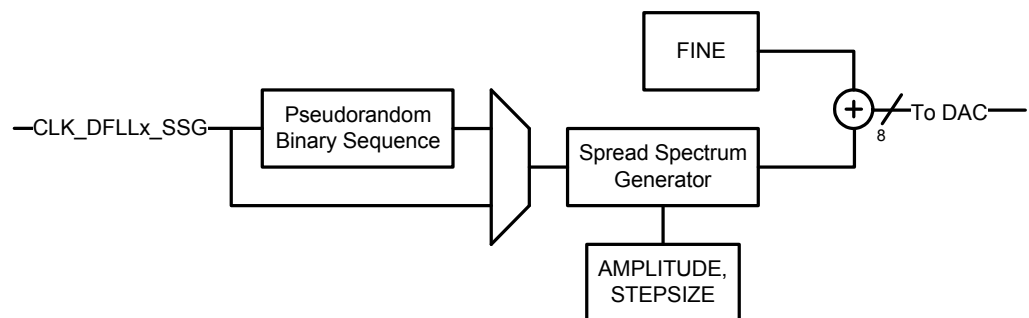 FINE
CLK_DFLLx_SSG
Pseudorandom
Binary Sequence
Spread Spectrum
Generator
+
8
To DAC
AMPLITUDE,
STEPSIZE